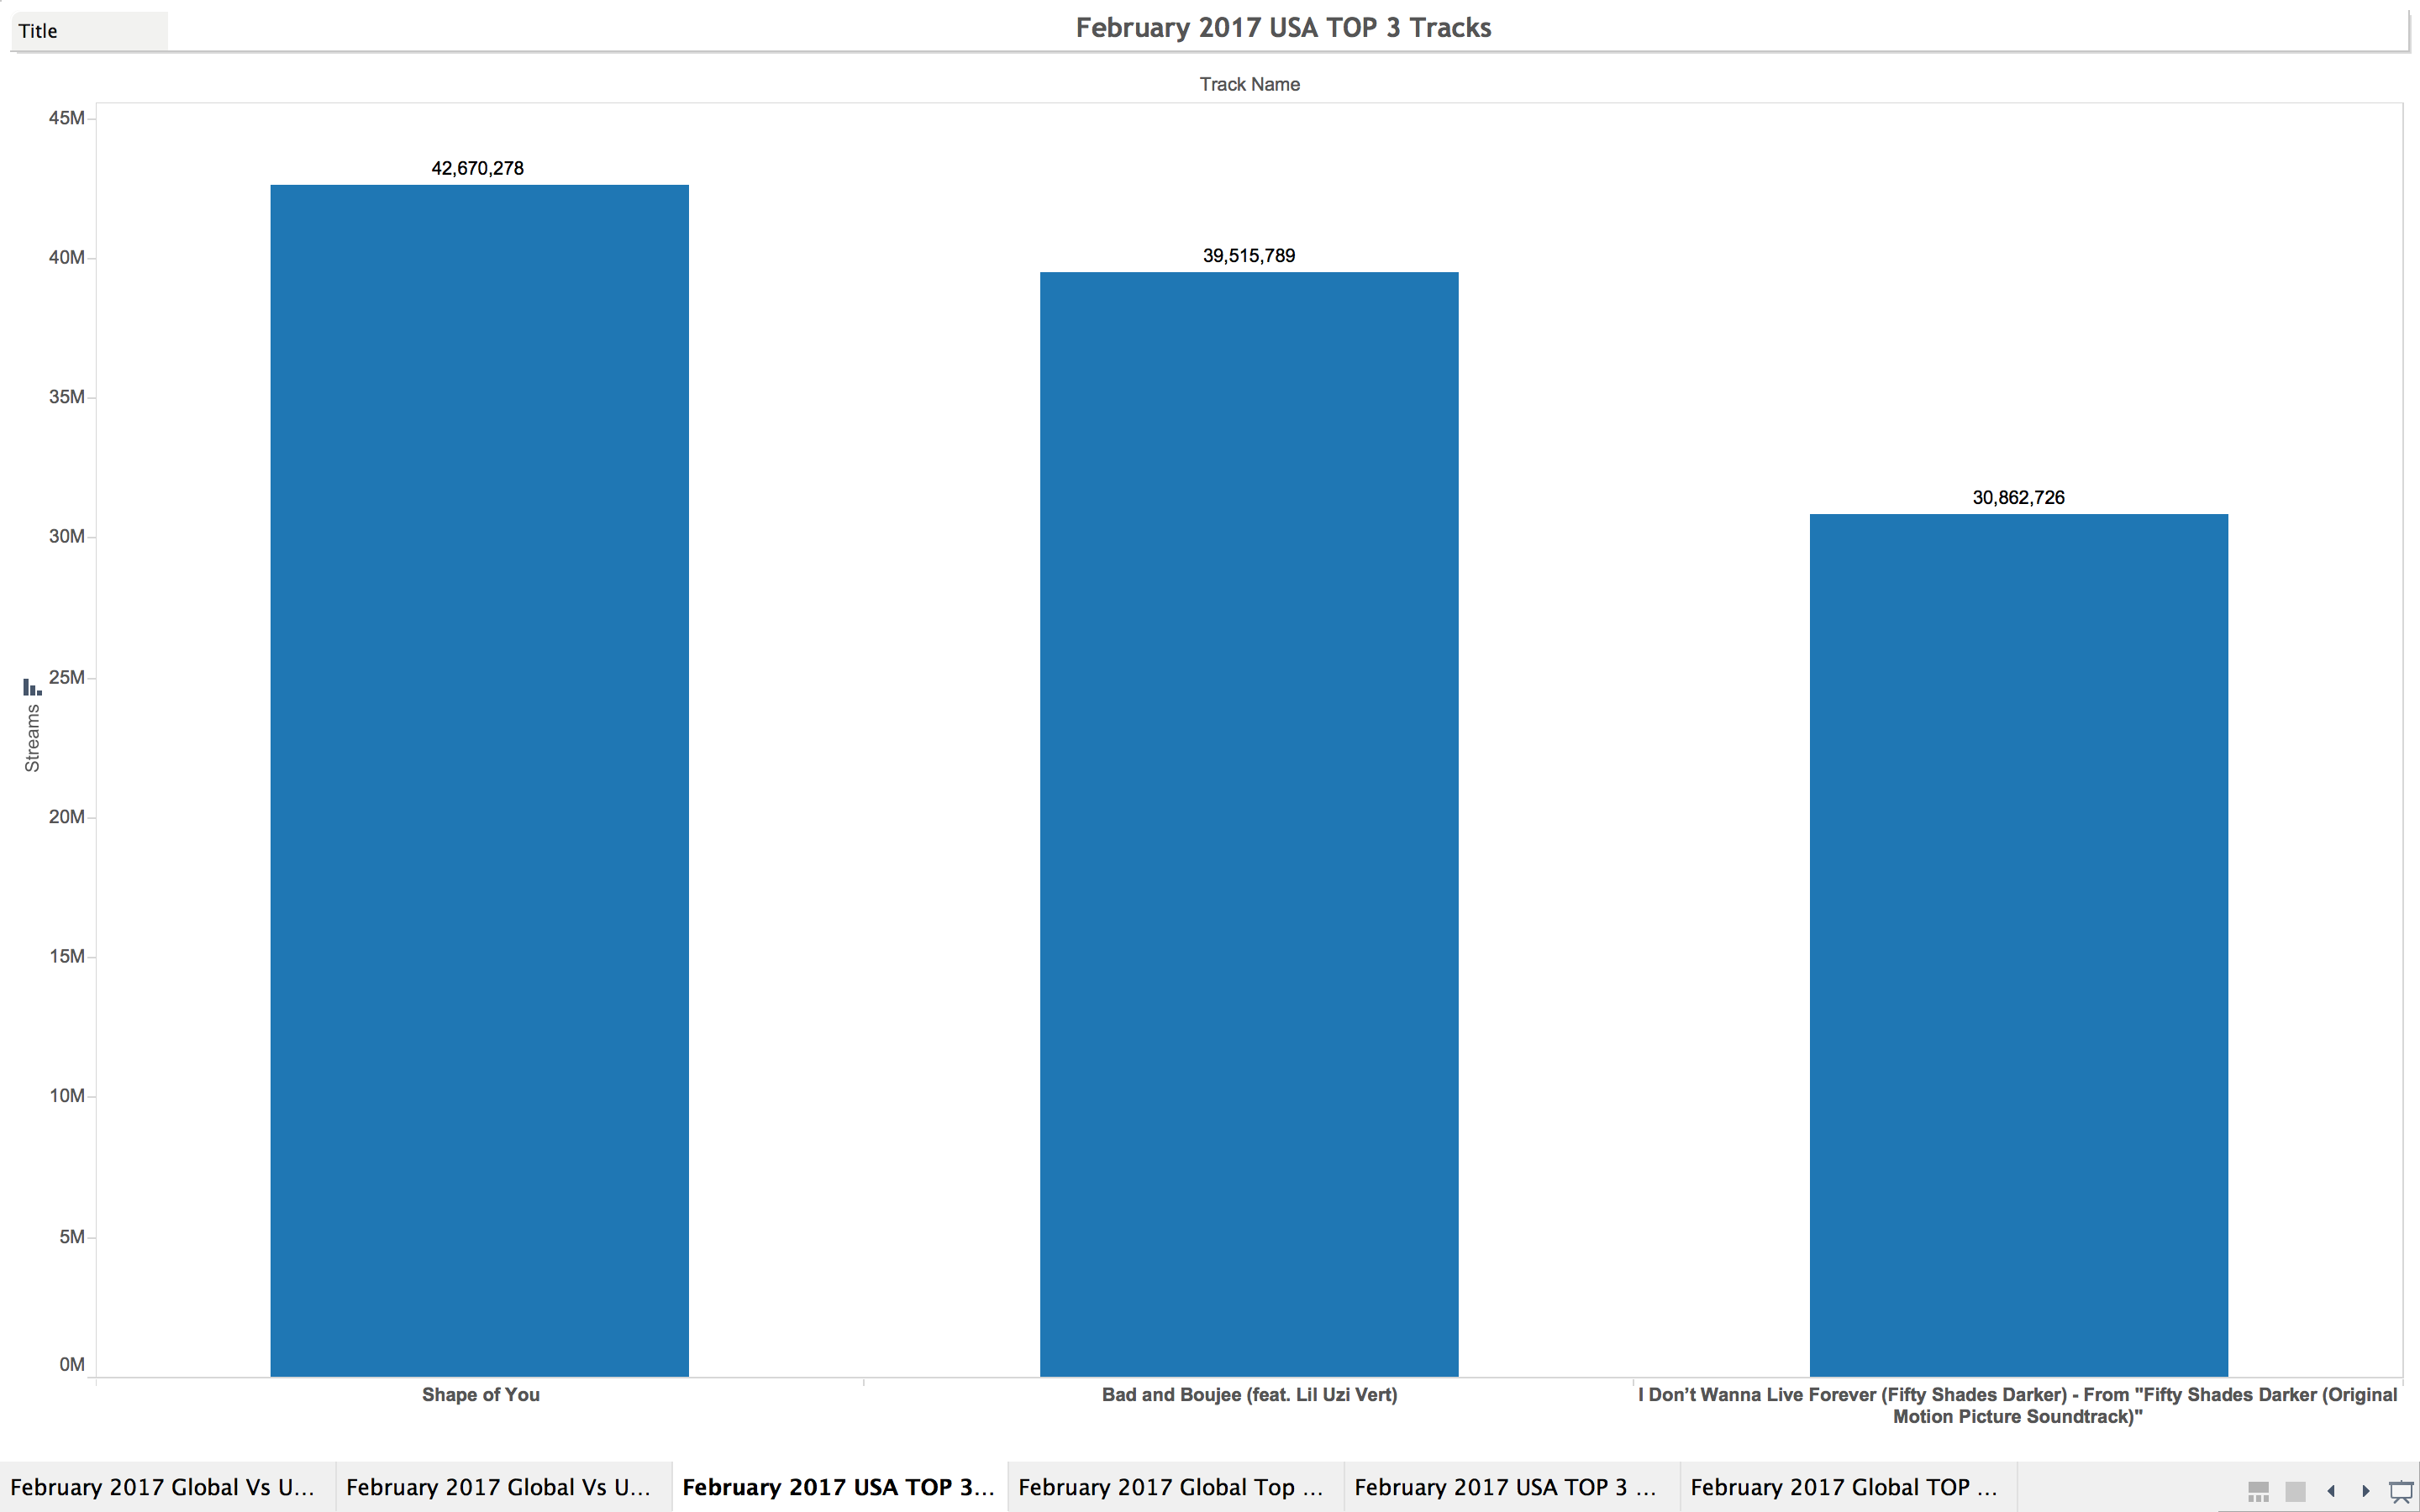 Title
February 2017 USA TOP 3 Tracks
Track Name
45M
42,670,278
40M
39,515,789
35M
30M
30,862,726
25M
Streams
20M
15M
10M
5M
0M
Shape of You
Bad and Boujee (feat. Lil Uzi Vert)
I Don’t Wanna Live Forever (Fifty Shades Darker) - From "Fifty Shades Darker (Original
Motion Picture Soundtrack)"
February 2017 Global Vs U...
February 2017 Global Vs U...
February 2017 USA TOP 3...
February 2017 Global Top ...
February 2017 USA TOP 3 ...
February 2017 Global TOP ...